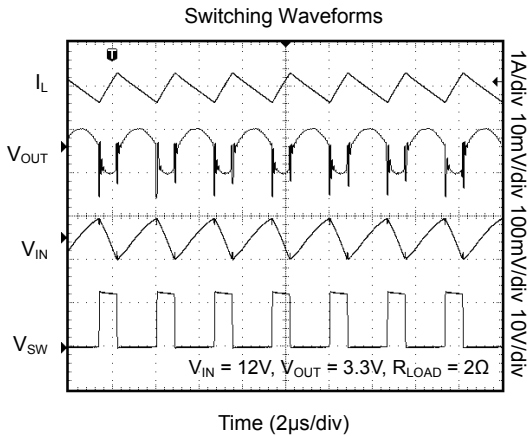 Switching Waveforms
T
IL
VOUT
VIN
VSW
1A/div 10mV/div 100mV/div 10V/div
VIN = 12V, VOUT = 3.3V, RLOAD = 2Ω
Time (2μs/div)